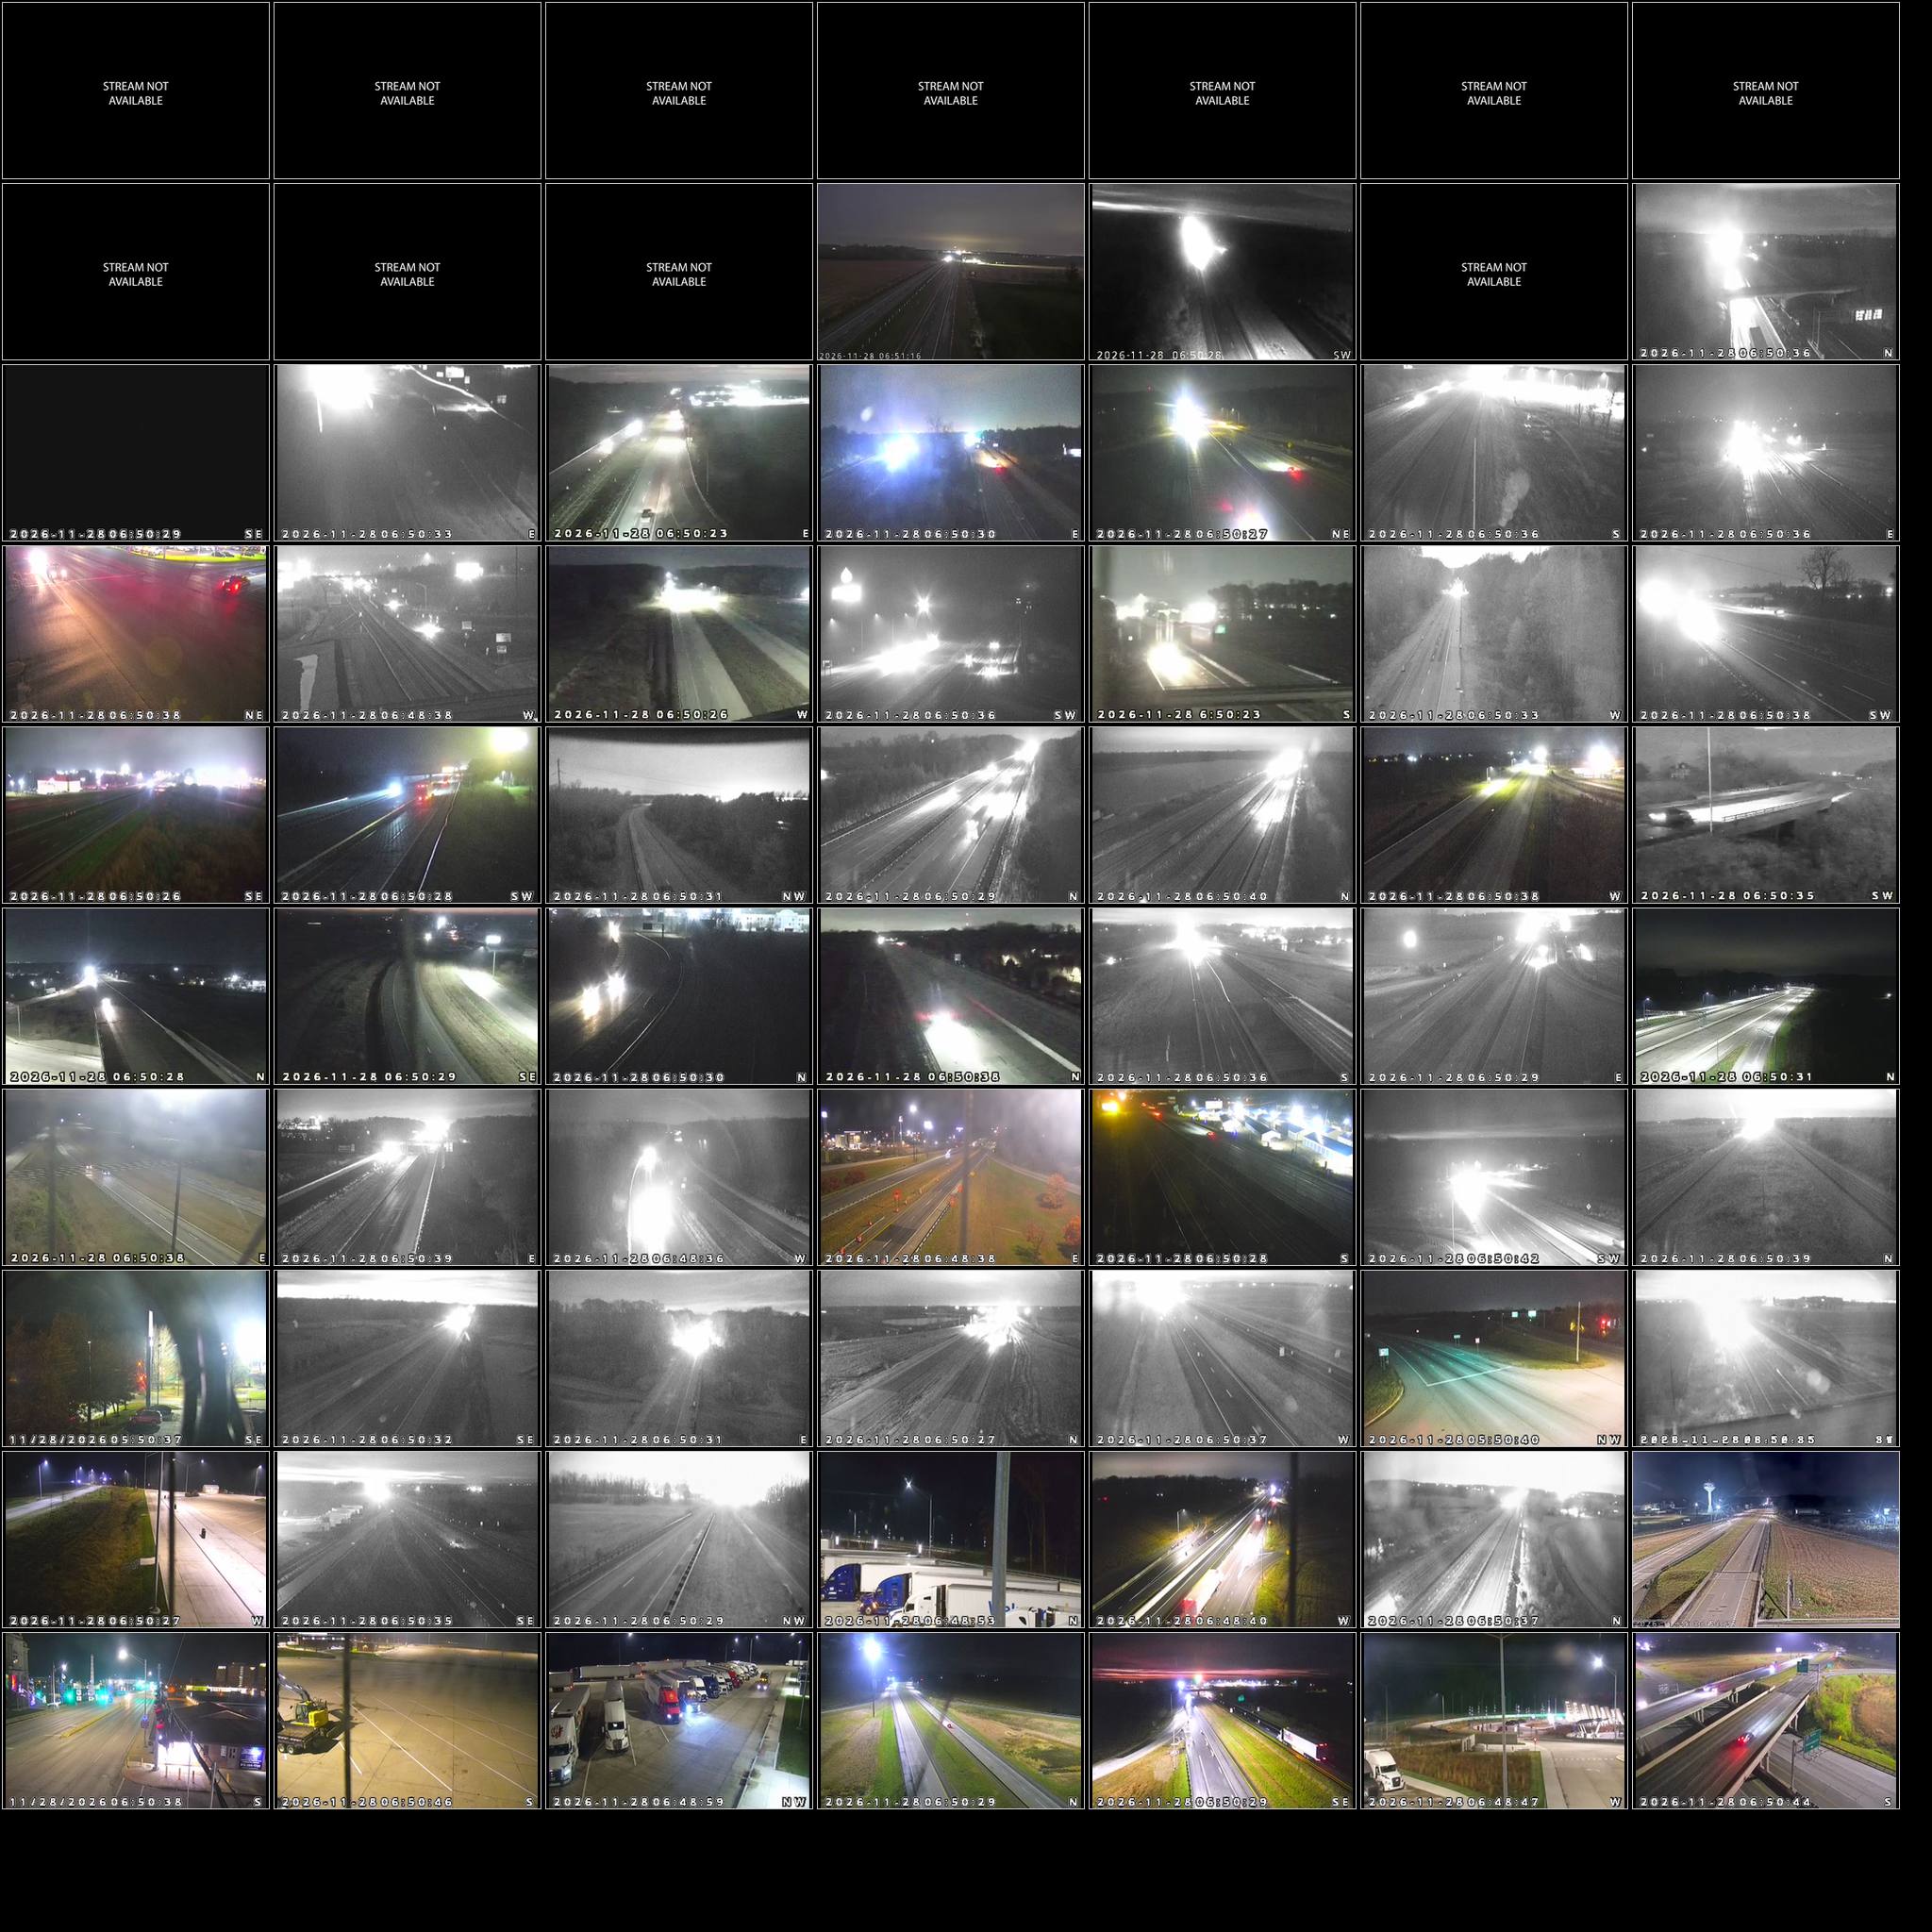 STREAM NOT
AVAILABLE
STREAM NOT
AVAILABLE
STREAM NOT
AVAILABLE
STREAM NOT
AVAILABLE
STREAM NOT
AVAILABLE
STREAM NOT
AVAILABLE
STREAM NOT
AVAILABLE
STREAM NOT
AVAILABLE
STREAM NOT
AVAILABLE
STREAM NOT
AVAILABLE
2026-11-28 06:51:16
2026-11-28 06:50:28 SW
STREAM NOT
AVAILABLE
2026-11-28 06:50:36 N
2026-11-28 06:50:29 SE
2026-11-28 06:50:33 E
2026-11-28 06:50:23 E
2026-11-28 06:50:30 E
2026-11-28 06:50:27 NE
2026-11-28 06:50:36 S
2026-11-28 06:50:36 E
2026-11-28 06:50:38 NE
2026-11-28 06:48:38 W
2026-11-28 06:50:26 W
2026-11-28 06:50:36 SW
2026-11-28 6:50:23 S
2026-11-28 06:50:33 W
2026-11-28 06:50:38 SW
2026-11-28 06:50:26 SE
2026-11-28 06:50:28 SW
2026-11-28 06:50:31 NW
2026-11-28 06:50:29 N
2026-11-28 06:50:40 N
2026-11-28 06:50:38 W
2026-11-28 06:50:35 SW
2026-11-28 06:50:28 N
2026-11-28 06:50:29 SE
2026-11-28 06:50:30 N
2026-11-28 06:50:38 N
2026-11-28 06:50:36 S
2026-11-28 06:50:29 E
2026-11-28 06:50:31 N
2026-11-28 06:50:38 E
2026-11-28 06:50:39 E
2026-11-28 06:48:36 W
2026-11-28 06:48:38 E
2026-11-28 06:50:28 S
2026-11-28 06:50:42 SW
2026-11-28 06:50:39 N
11/28/2026 05:50:37 SE
2026-11-28 06:50:32 SE
2026-11-28 06:50:31 E
2026-11-28 06:50:27 N
2026-11-28 06:50:37 W
2026-11-28 05:50:40 NW
2026-11-28 06:50:27 W
2026-11-28 06:50:35 SE
2026-11-28 06:50:29 NW
2026-11-28 06:48:53 N
2026-11-28 06:48:40 W
2026-11-28 06:50:37 N
11/28/2026 06:50:38 S
2026-11-28 06:50:46 S
2026-11-28 06:48:59 NW
2026-11-28 06:50:29 N
2026-11-28 06:50:29 SE
2026-11-28 06:48:47 W
2026-11-28 06:50:44 S